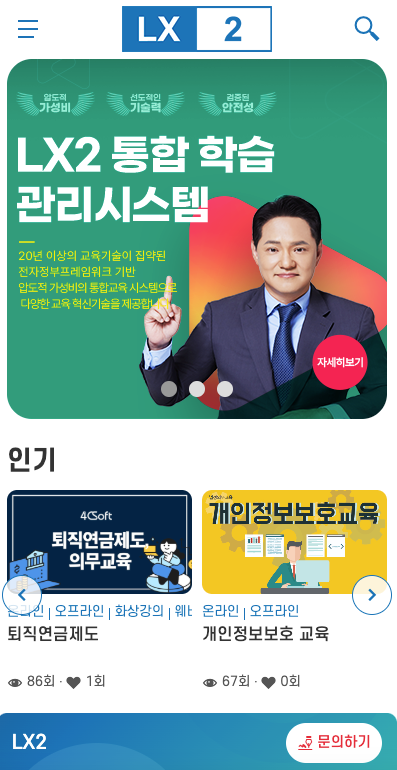 LX 2
압도적 가성비
선도적인 기술력
검증된 안전성
LX2 통합 학습
관리시스템
20년 이상의 교육기술이 집약된
전자정부프레임워크 기반
압도적 가성비의 통합교육 시스템으로
다양한 교육 혁신기술을 제공합니다
자세히보기
인기
4CSoft
퇴직연금제도
의무교육
개인정보보호교육
온라인 | 오프라인 | 화상강의 | 웨비
퇴직연금제도
86회 · 1회
온라인 | 오프라인
개인정보보호 교육
67회 · 0회
LX2
문의하기